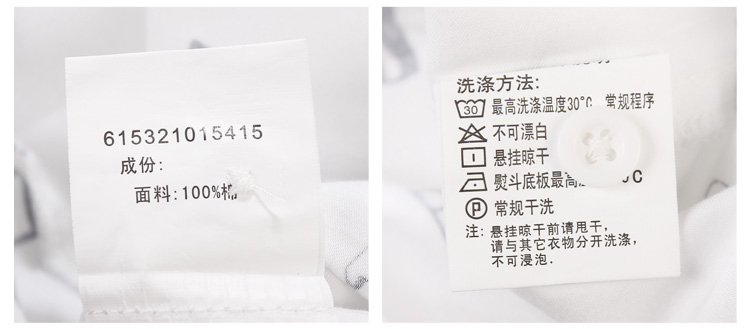 615321015415
成份:
面料:100%棉
洗涤方法:
30
最高洗涤温度30°C 常规程序
不可漂白
悬挂晾干
熨斗底板最高 0°C
P
常规干洗
注: 悬挂晾干前请甩干,
请与其它衣物分开洗涤,
不可浸泡.